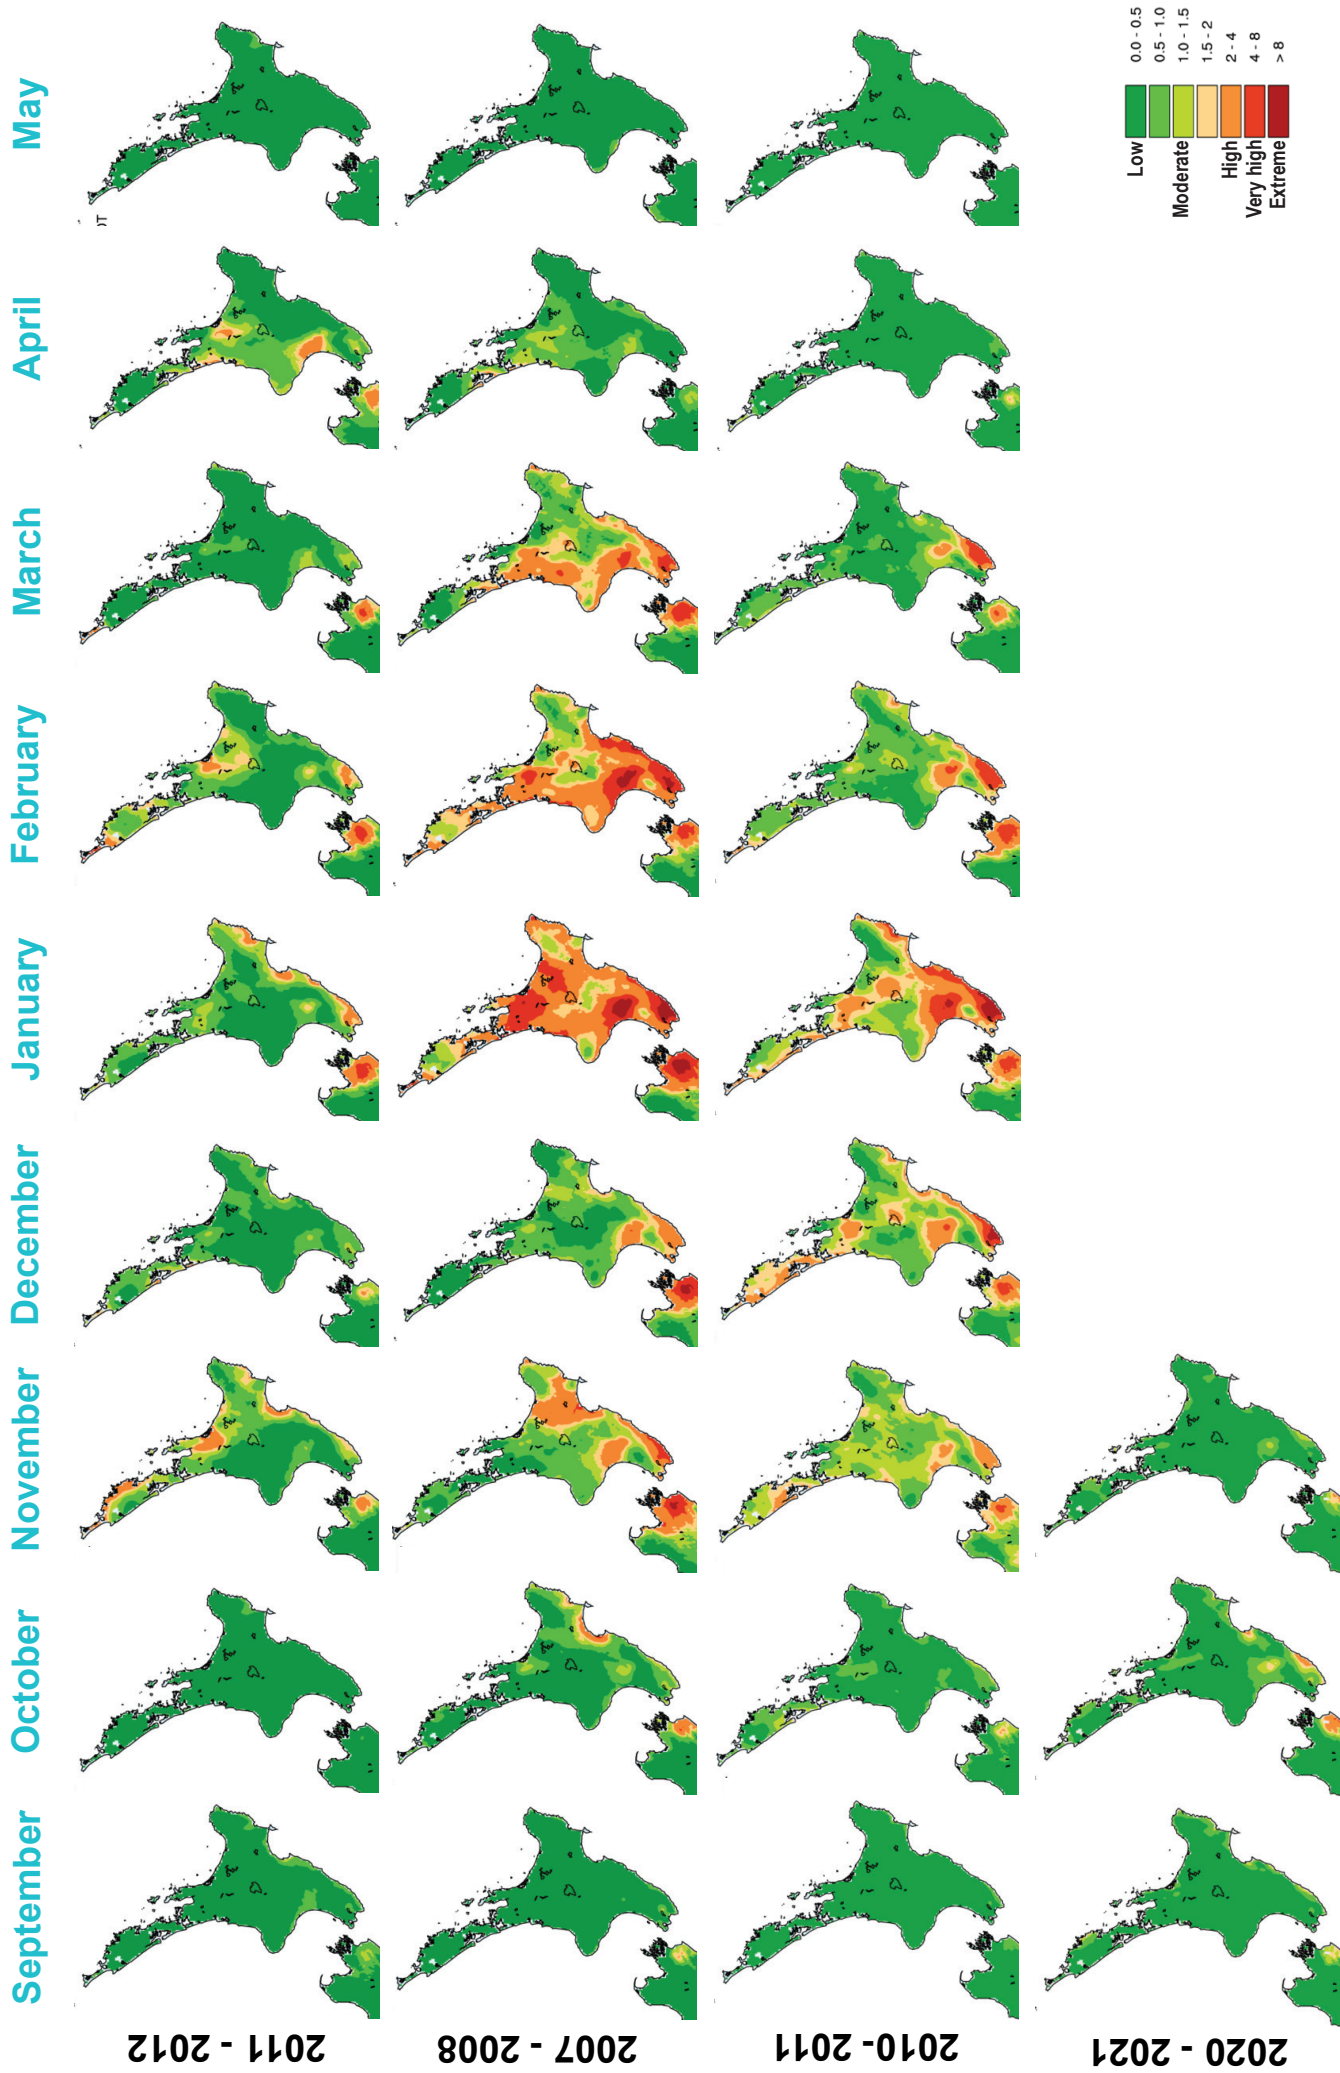 September
October
November
December
January
February
March
April
May
2011 - 2012
2007 - 2008
2010- 2011
2020 - 2021
Low
0.0 - 0.5
0.5 - 1.0
Moderate
1.0 - 1.5
1.5 - 2
High
2 - 4
Very high
4 - 8
Extreme
> 8